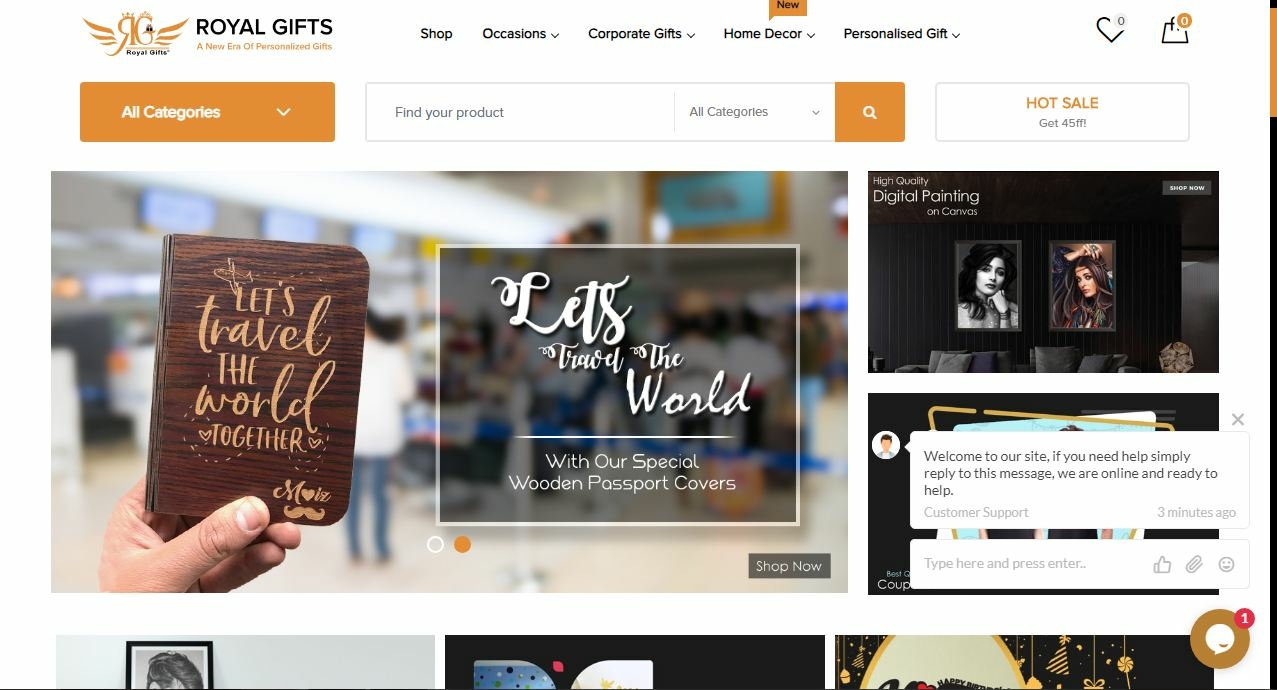 New
ROYAL GIFTS
A New Era Of Personalized Gifts
Royal Gifts
Shop
Occasions
Corporate Gifts
Home Decor
Personalised Gift
0
0
All Categories
Find your product
All Categories
HOT SALE
Get 45ff!
LET'S
travel
THE
world
TOGETHER
Moiz
Lets
Travel The
World
With Our Special
Wooden Passport Covers
Shop Now
High Quality
Digital Painting
on Canvas
SHOP NOW
Welcome to our site, if you need help simply
reply to this message, we are online and ready to
help.
Customer Support
3 minutes ago
Type here and press enter..
Best Q
Coup
1
HAPPY BIRTHD